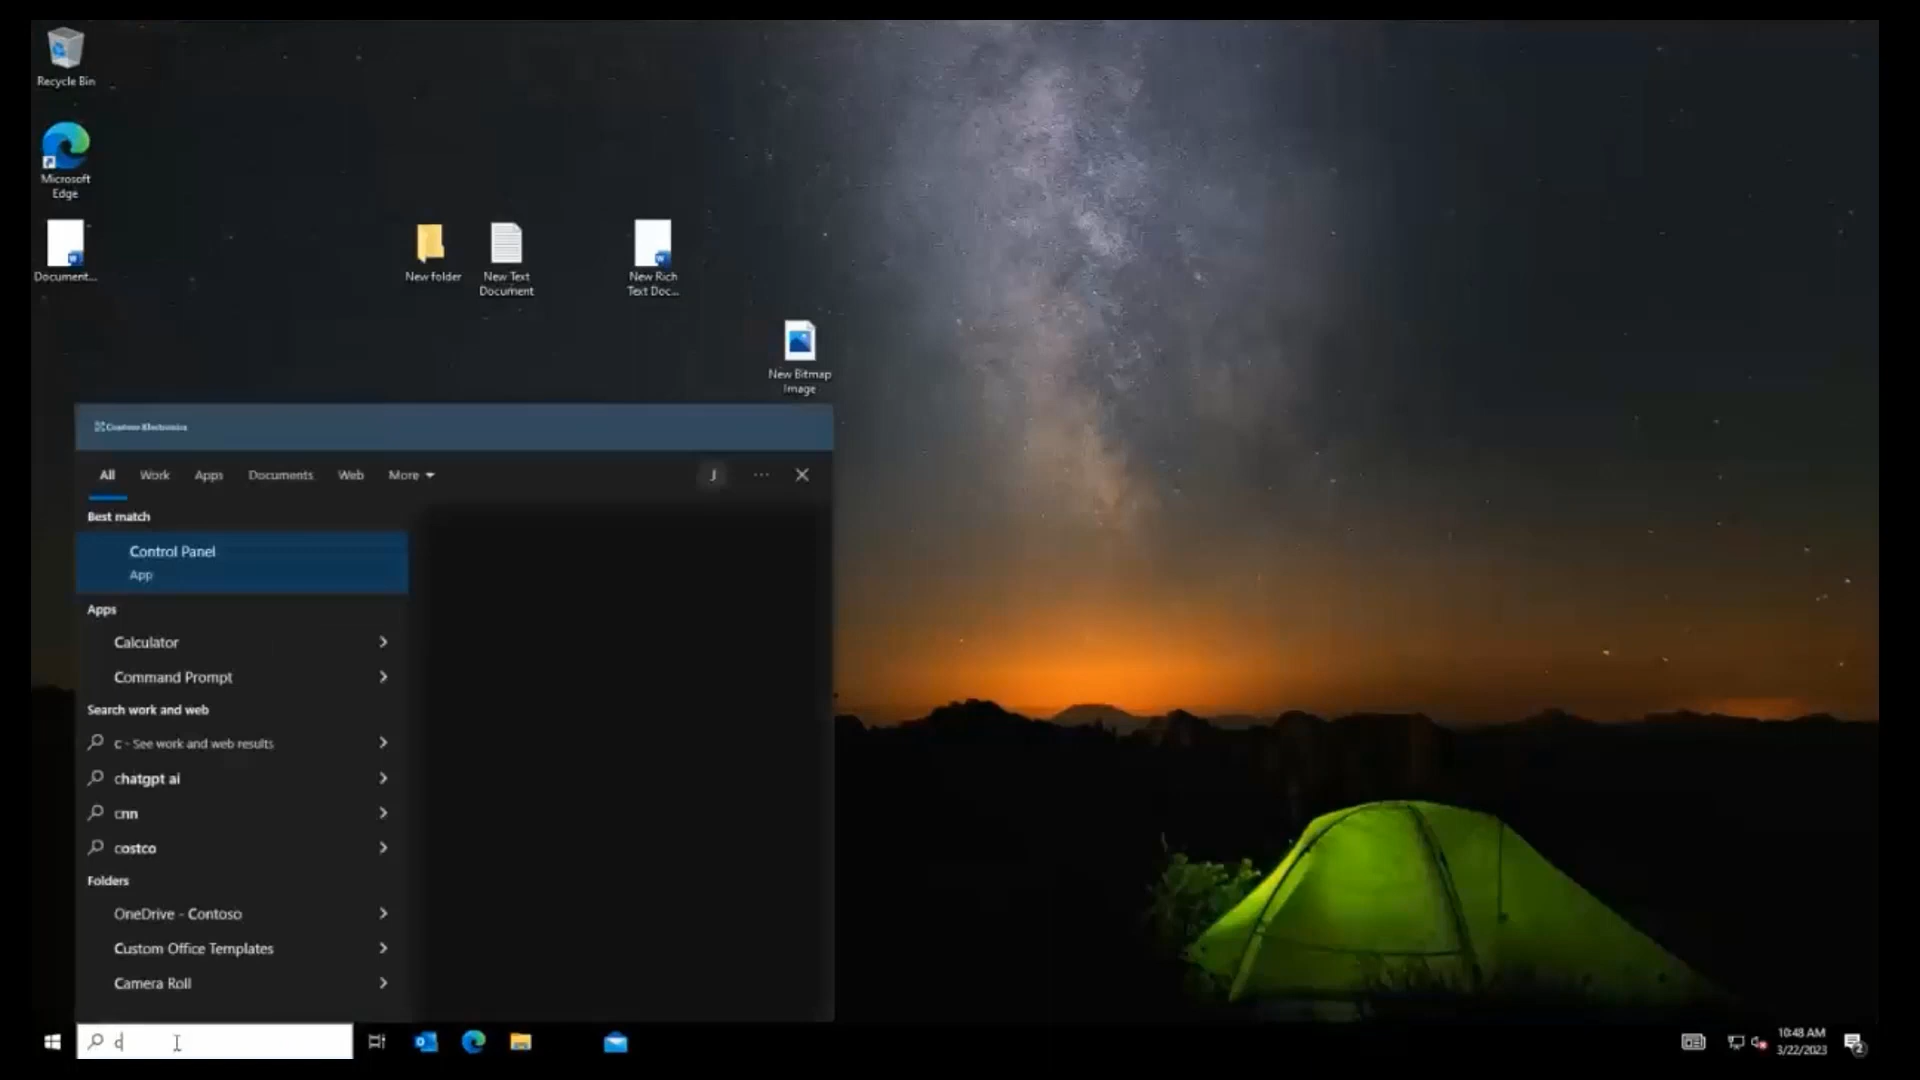 Recycle Bin
Microsoft
Edge
Document...
New folder
New Text
Document
New Rich
Text Doc...
New Bitmap
Image
Contoso Electronics
All Work Apps Documents Web More J
Best match
Control Panel
App
Apps
Calculator
Command Prompt
Search work and web
c - See work and web results
chatgpt ai
cnn
costco
Folders
OneDrive - Contoso
Custom Office Templates
Camera Roll
c
10:48 AM
3/22/2023
2